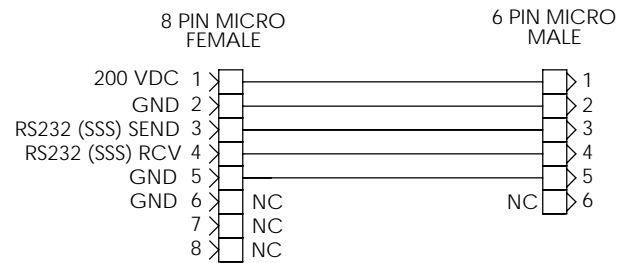 8 PIN MICRO
FEMALE
6 PIN MICRO
MALE
200 VDC 1 1
GND 2 2
RS232 (SSS) SEND 3 3
RS232 (SSS) RCV 4 4
GND 5 5
GND 6 NC NC 6
7 NC
8 NC